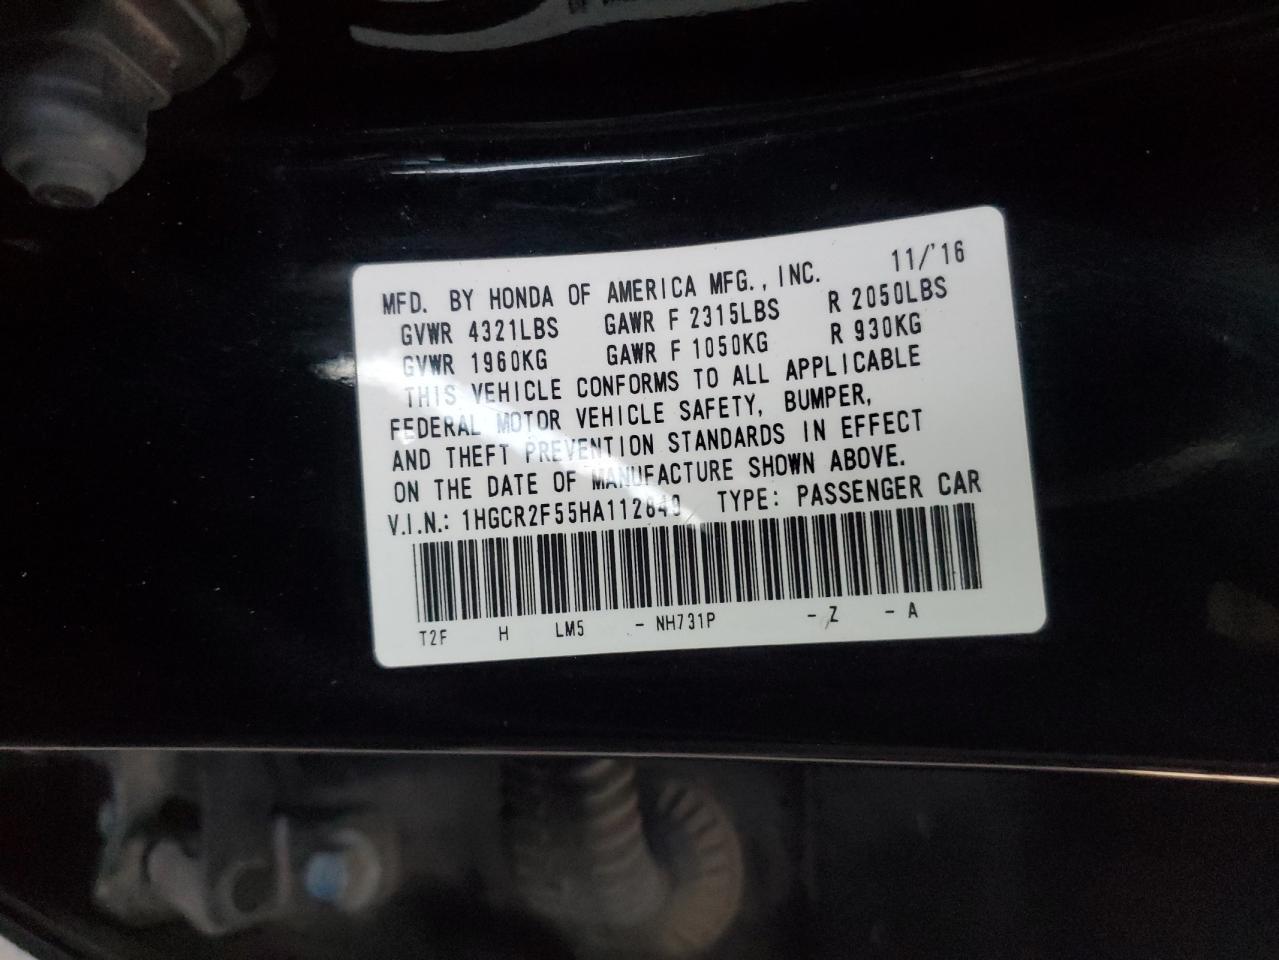 MFD. BY HONDA OF AMERICA MFG., INC. 11/'16
GVWR 4321LBS GAWR F 2315LBS R 2050LBS
GVWR 1960KG GAWR F 1050KG R 930KG
THIS VEHICLE CONFORMS TO ALL APPLICABLE
FEDERAL MOTOR VEHICLE SAFETY, BUMPER,
AND THEFT PREVENTION STANDARDS IN EFFECT
ON THE DATE OF MANUFACTURE SHOWN ABOVE.
V.I.N.: 1HGCR2F55HA112849 TYPE: PASSENGER CAR
T2F H LM5 - NH731P - Z - A